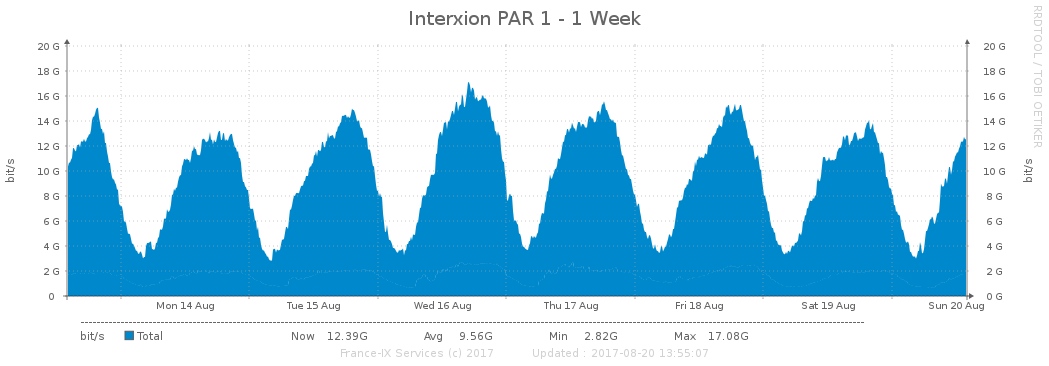 Interxion PAR 1 - 1 Week
RRDTOOL / TOBI OETIKER
bit/s
20 G
18 G
16 G
14 G
12 G
10 G
8 G
6 G
4 G
2 G
0
20 G
18 G
16 G
14 G
12 G
10 G
8 G
6 G
4 G
2 G
0 G
bit/s
Mon 14 Aug Tue 15 Aug Wed 16 Aug Thu 17 Aug Fri 18 Aug Sat 19 Aug Sun 20 Aug
bit/s Total Now 12.39G Avg 9.56G Min 2.82G Max 17.08G
France-IX Services (c) 2017 Updated : 2017-08-20 13:55:07